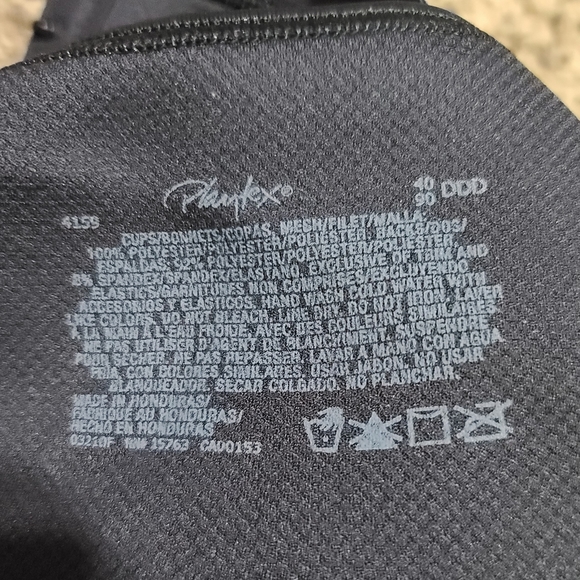 Playtex®
40 DDD
90
4159
CUPS/BONNETS/COPAS, MESH/FILET/MALLA
100% POLYESTER/POLYESTER/POLIESTER. BACKS/DOS/
ESPALDAS POLYESTER/POLYESTER/POLIESTER
SPANDEX/ELASTANO. EXCLUSIVE OF TRIM AND
ELASTICS/GARNITURES NON COMPRISES/EXCLUYENDO
ACCESORIOS Y ELASTICOS. HAND WASH COLD WATER WITH
LIKE COLORS. DO NOT BLEACH. LINE DRY. DO NOT IRON. LAVER
A LA MAIN A L'EAU FROIDE, AVEC DES COULEURS SIMILAIRES.
NE PAS UTILISER D'AGENT DE BLANCHIMENT. SUSPENDRE
POUR SECHER. NE PAS REPASSER. LAVAR A MANO CON AGUA
FRIA, CON COLORES SIMILARES. USAR JABON. NO USAR
BLANQUEADOR. SECAR COLGADO. NO PLANCHAR.
MADE IN HONDURAS/
FABRIQUE AU HONDURAS/
HECHO EN HONDURAS
03210F 15763 CA00153